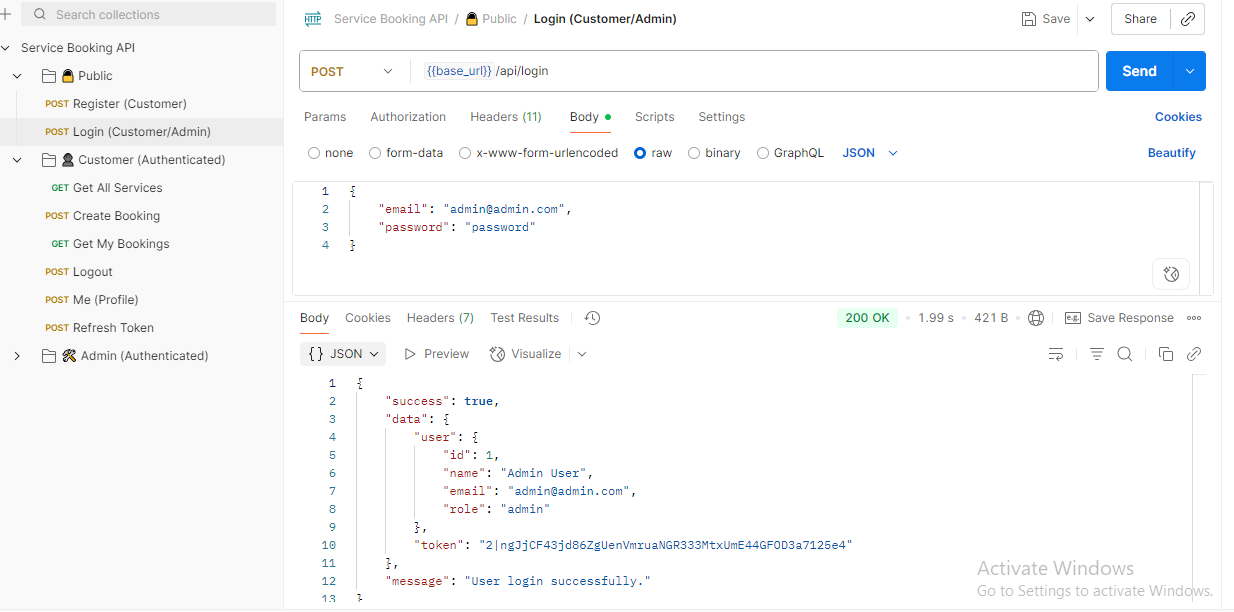 Search collections
Service Booking API
Public
POST Register (Customer)
POST Login (Customer/Admin)
Customer (Authenticated)
GET Get All Services
POST Create Booking
GET Get My Bookings
POST Logout
POST Me (Profile)
POST Refresh Token
Admin (Authenticated)
HTTP Service Booking API / Public / Login (Customer/Admin)
Save Share
POST {{base_url}} /api/login Send
Params Authorization Headers (11) Body Scripts Settings Cookies
none form-data x-www-form-urlencoded raw binary GraphQL JSON Beautify
1 {
2 "email": "admin@admin.com",
3 "password": "password"
4 }
Body Cookies Headers (7) Test Results 200 OK • 1.99 s • 421 B • e.g. Save Response
{} JSON Preview Visualize
1 {
2 "success": true,
3 "data": {
4 "user": {
5 "id": 1,
6 "name": "Admin User",
7 "email": "admin@admin.com",
8 "role": "admin"
9 },
10 "token": "2|ngJjCF43jd86ZgUenVmruaNGR333MtxUmE44GFOD3a7125e4"
11 },
12 "message": "User login successfully."
13 }
Activate Windows
Go to Settings to activate Windows.